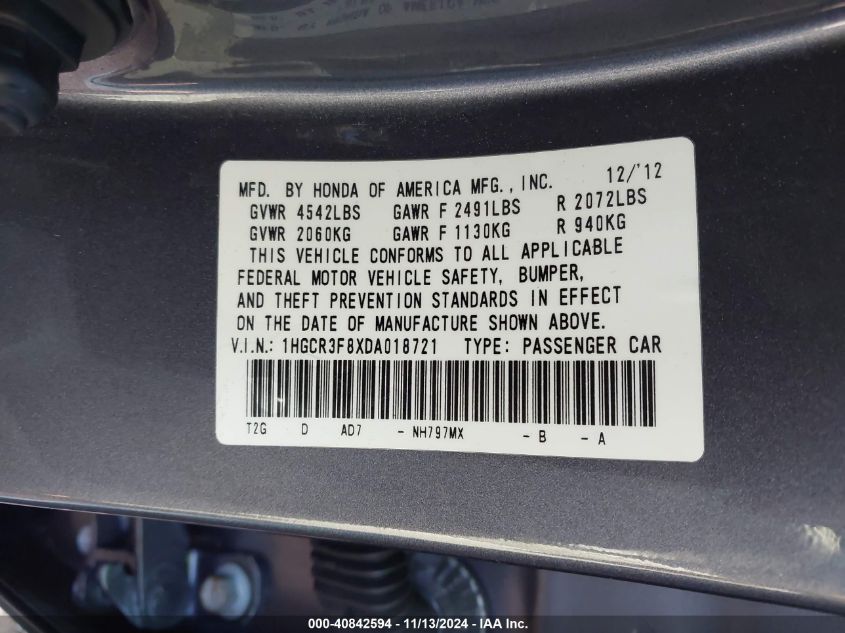 MFD. BY HONDA OF AMERICA MFG., INC. 12/'12
GVWR 4542LBS GAWR F 2491LBS R 2072LBS
GVWR 2060KG GAWR F 1130KG R 940KG
THIS VEHICLE CONFORMS TO ALL APPLICABLE
FEDERAL MOTOR VEHICLE SAFETY, BUMPER,
AND THEFT PREVENTION STANDARDS IN EFFECT
ON THE DATE OF MANUFACTURE SHOWN ABOVE.
V.I.N.: 1HGCR3F8XDA018721 TYPE: PASSENGER CAR
T2G D AD7 - NH797MX - B - A
000-40842594 - 11/13/2024 - IAA Inc.